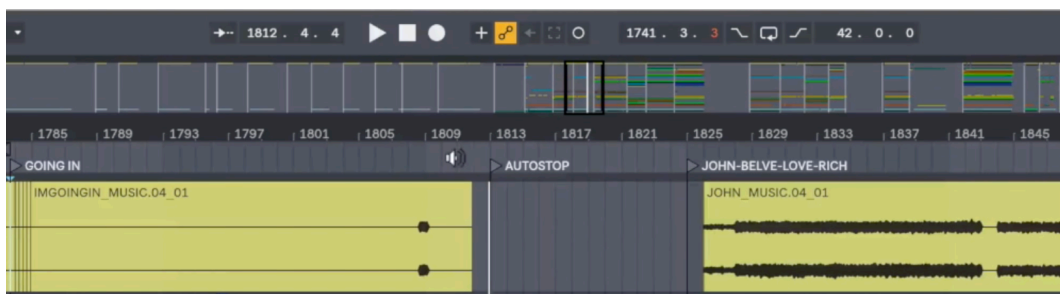 1812. 4. 4 1741. 3. 3 42. 0. 0
1785 1789 1793 1797 1801 1805 1809 1813 1817 1821 1825 1829 1833 1837 1841 1845
GOING IN AUTOSTOP JOHN-BELVE-LOVE-RICH
IMGOINGIN_MUSIC.04_01 JOHN_MUSIC.04_01